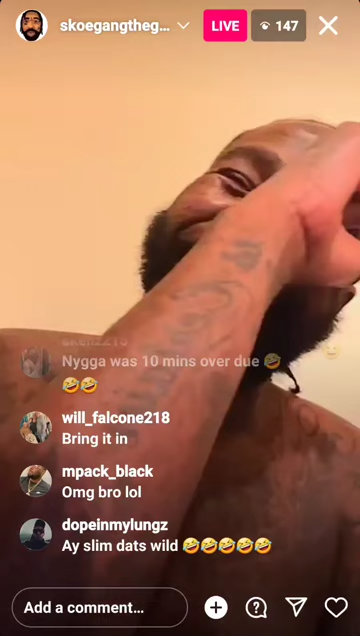 skoegangtheg...
LIVE
147
skenz218
Nygga was 10 mins over due 🤣
🤣🤣
will_falcone218
Bring it in
mpack_black
Omg bro lol
dopeinmylungz
Ay slim dats wild 🤣🤣🤣🤣🤣
Add a comment...